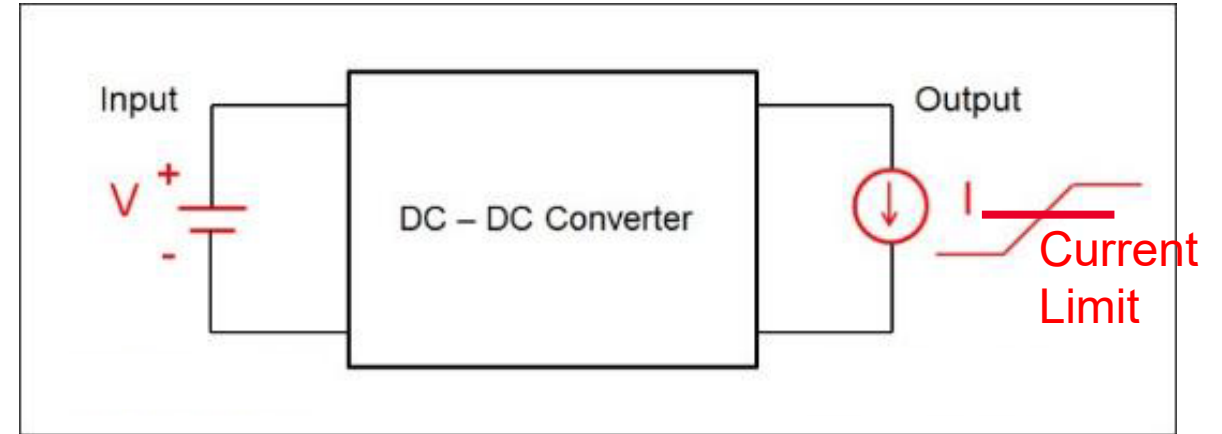 Input
Output
V
+
-
DC – DC Converter
I
Current
Limit